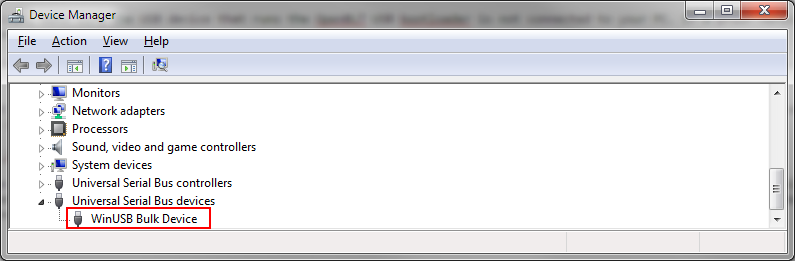 Device Manager
File Action View Help
Monitors
Network adapters
Processors
Sound, video and game controllers
System devices
Universal Serial Bus controllers
Universal Serial Bus devices
WinUSB Bulk Device